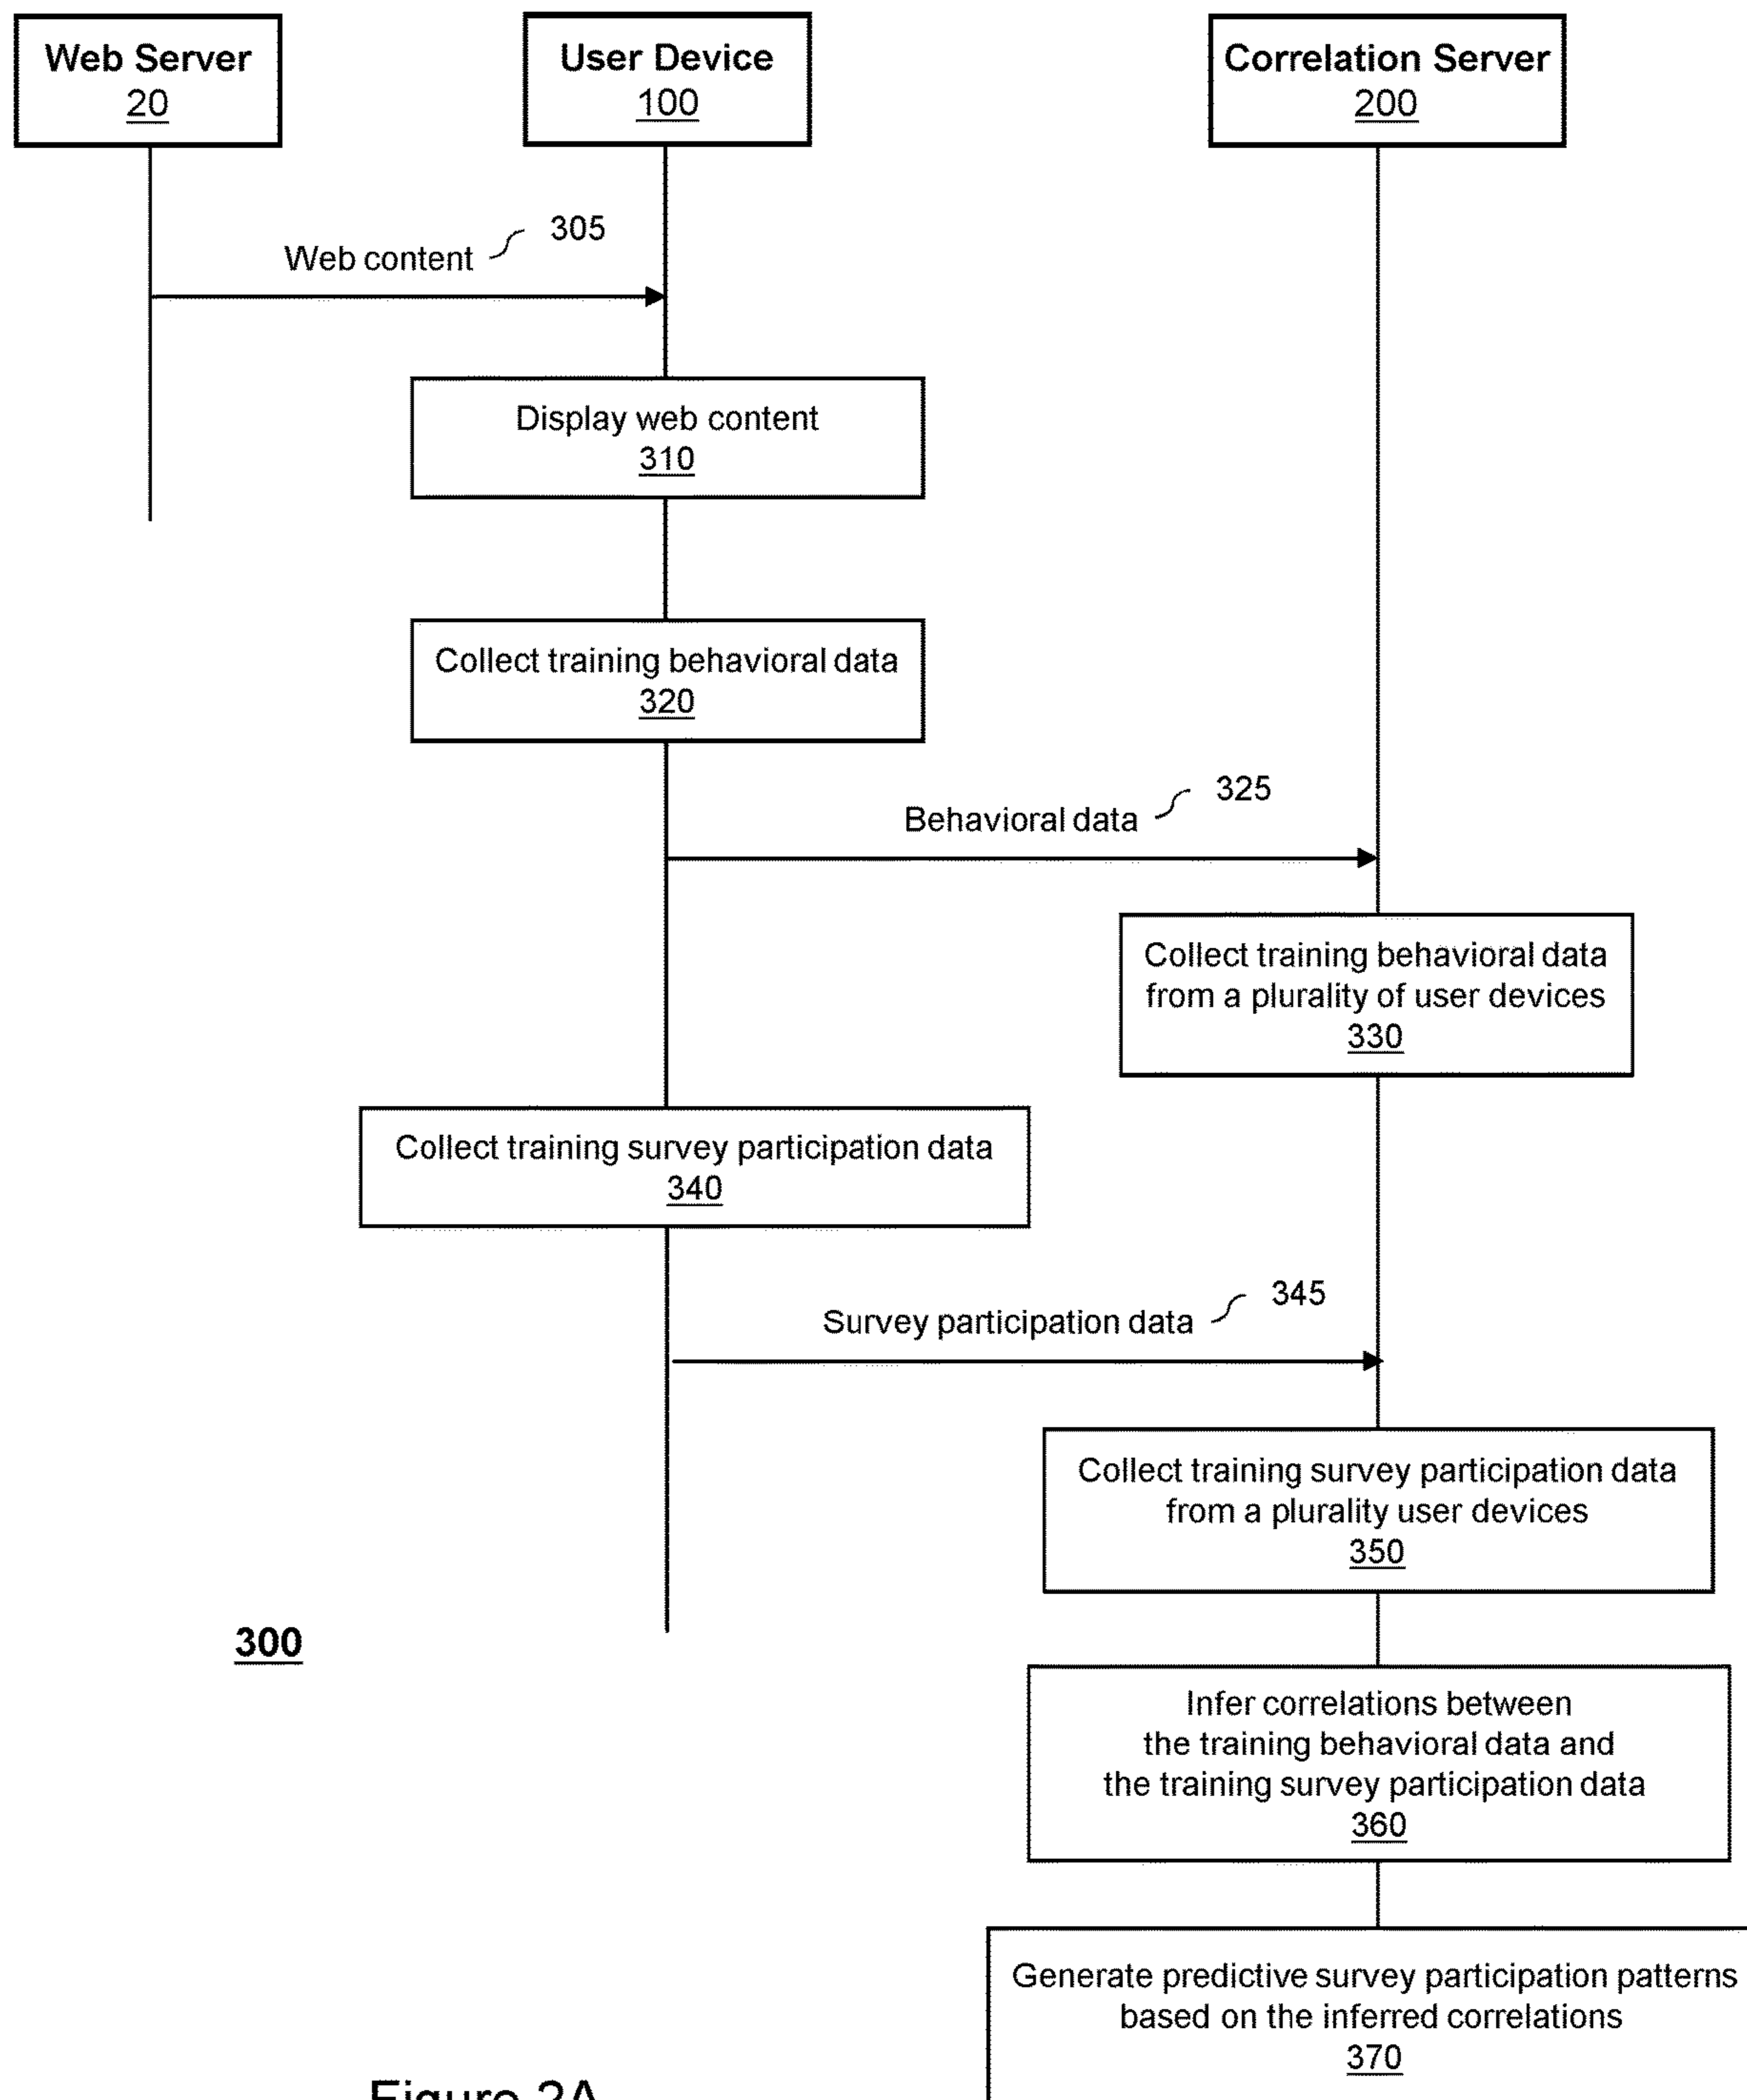 Web Server
20
User Device
100
Correlation Server
200
305
Web content
Display web content
310
Collect training behavioral data
320
325
Behavioral data
Collect training behavioral data
from a plurality of user devices
330
Collect training survey participation data
340
345
Survey participation data
Collect training survey participation data
from a plurality user devices
350
300
Infer correlations between
the training behavioral data and
the training survey participation data
360
Generate predictive survey participation patterns
based on the inferred correlations
370
Figure 2A